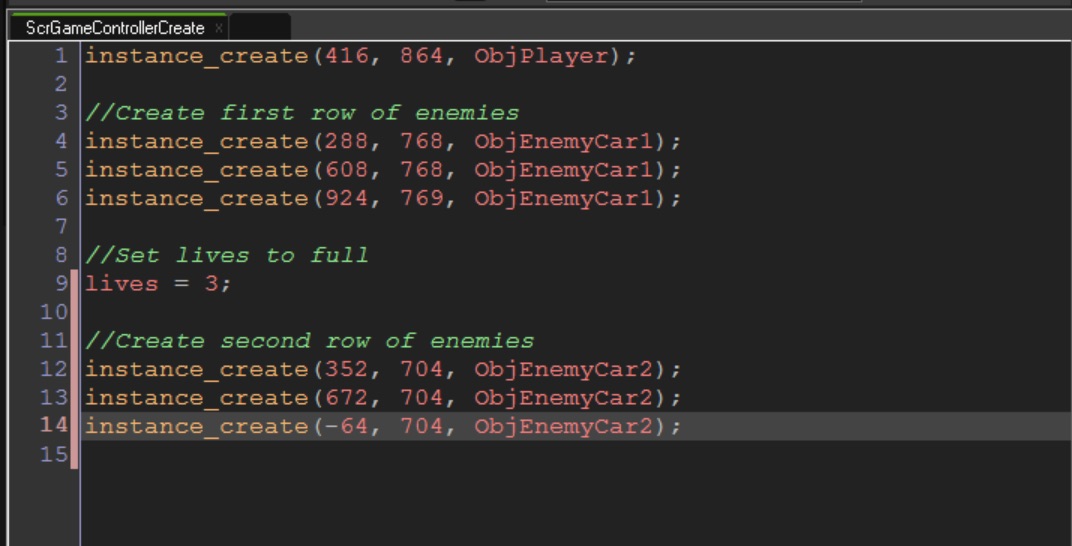 ScrGameControllerCreate ×
1 instance_create(416, 864, ObjPlayer);
2
3 //Create first row of enemies
4 instance_create(288, 768, ObjEnemyCar1);
5 instance_create(608, 768, ObjEnemyCar1);
6 instance_create(924, 769, ObjEnemyCar1);
7
8 //Set lives to full
9 lives = 3;
10
11 //Create second row of enemies
12 instance_create(352, 704, ObjEnemyCar2);
13 instance_create(672, 704, ObjEnemyCar2);
14 instance_create(-64, 704, ObjEnemyCar2);
15